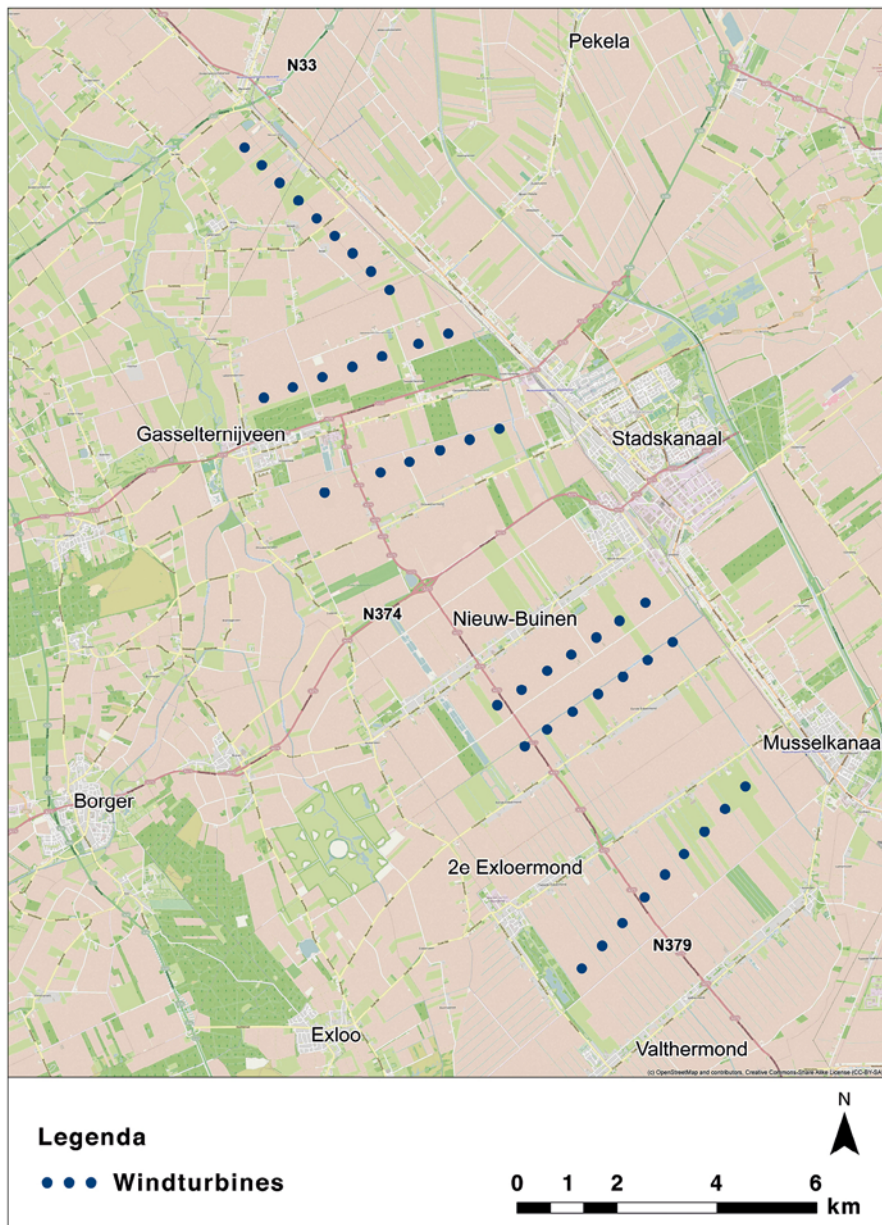 Pekela
N33
Gasselternijveen
Stadskanaal
N374
Nieuw-Buinen
Musselkanaa
Borger
2e Exloermond
N379
Exloo
Valthermond
(c) OpenStreetMap and contributors, Creative Commons-Share Alike License (CC-BY-SA
Legenda
Windturbines
N
0 1 2 4 6
km